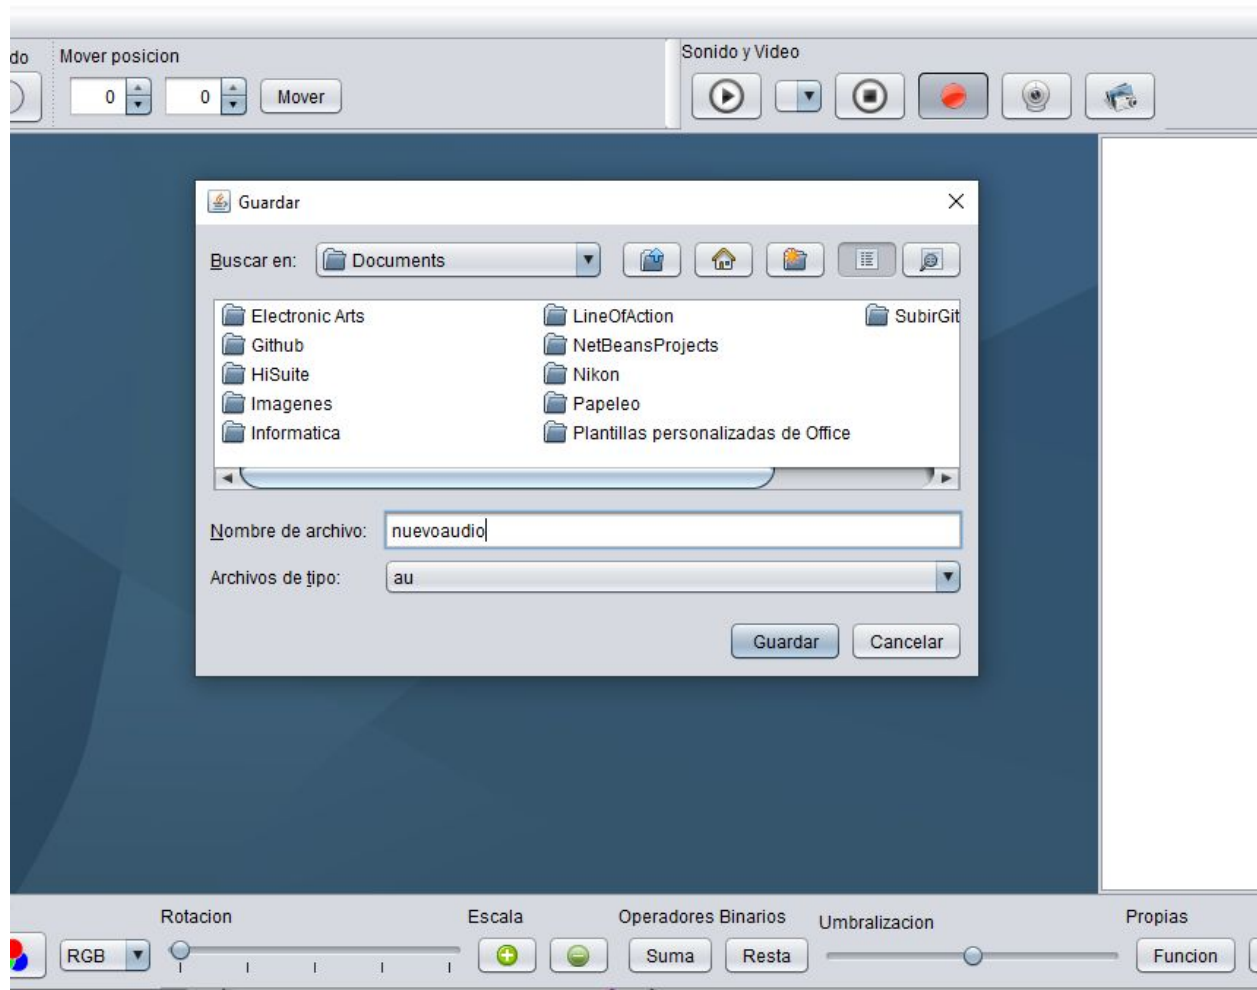 do Mover posicion Sonido y Video
0 0 Mover
Guardar
Buscar en: Documents
Electronic Arts LineOfAction SubirGit
Github NetBeansProjects
HiSuite Nikon
Imagenes Papeleo
Informatica Plantillas personalizadas de Office
Nombre de archivo: nuevoaudio
Archivos de tipo: au
Guardar Cancelar
Rotacion Escala Operadores Binarios Umbralizacion Propias
RGB Suma Resta Funcion